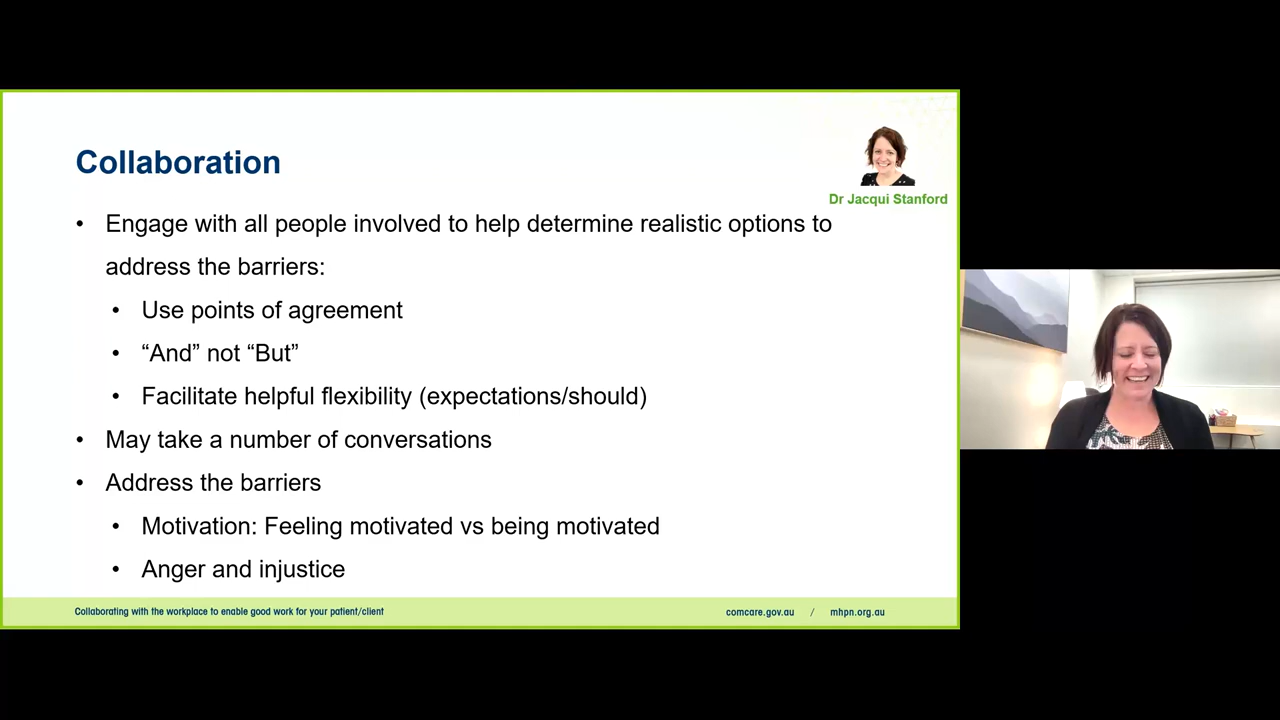 Collaboration
Dr Jacqui Stanford
• Engage with all people involved to help determine realistic options to
address the barriers:
• Use points of agreement
• “And” not “But”
• Facilitate helpful flexibility (expectations/should)
• May take a number of conversations
• Address the barriers
• Motivation: Feeling motivated vs being motivated
• Anger and injustice
Collaborating with the workplace to enable good work for your patient/client
comcare.gov.au / mhpn.org.au